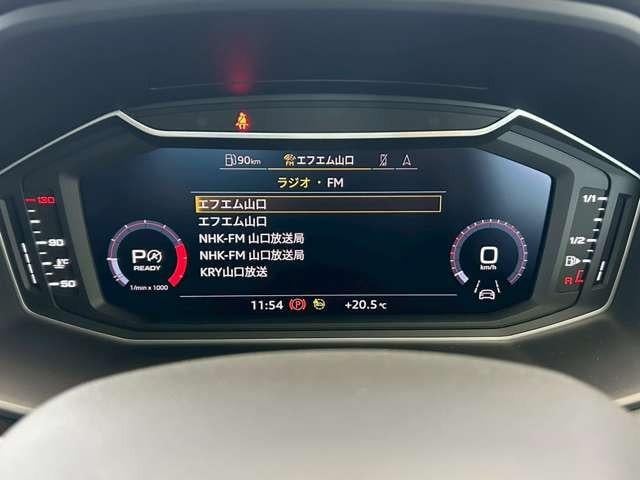 90km エフエム山口
ラジオ・FM
エフエム山口
エフエム山口
NHK-FM 山口放送局
NHK-FM 山口放送局
KRY山口放送
130
90
°C
50
P
READY
1/min x 1000
0
km/h
1/1
1/2
R
11:54 P +20.5°C